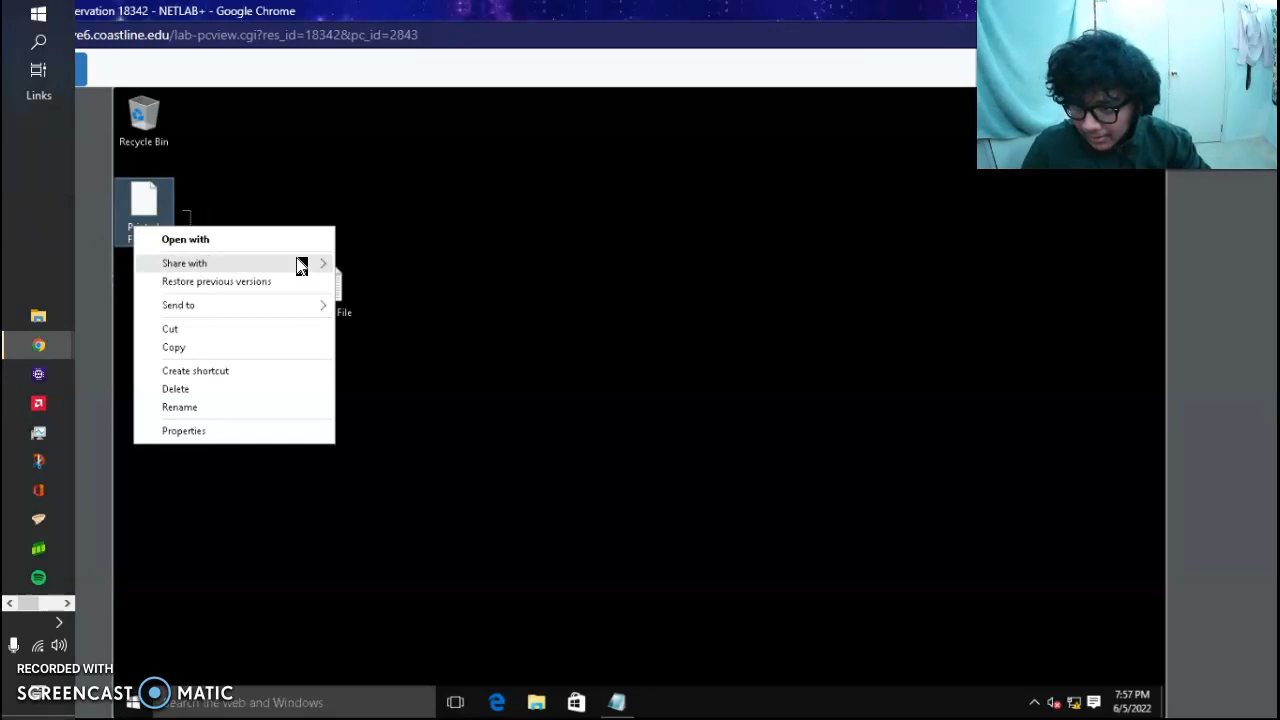 ervation 18342 - NETLAB+ - Google Chrome
ve6.coastline.edu/lab-pcview.cgi?res_id=18342&pc_id=2843
Links
Recycle Bin
Open with
Share with
Restore previous versions
Send to
File
Cut
Copy
Create shortcut
Delete
Rename
Properties
RECORDED WITH
SCREENCAST MATIC
Search the web and Windows
7:57 PM
6/5/2022